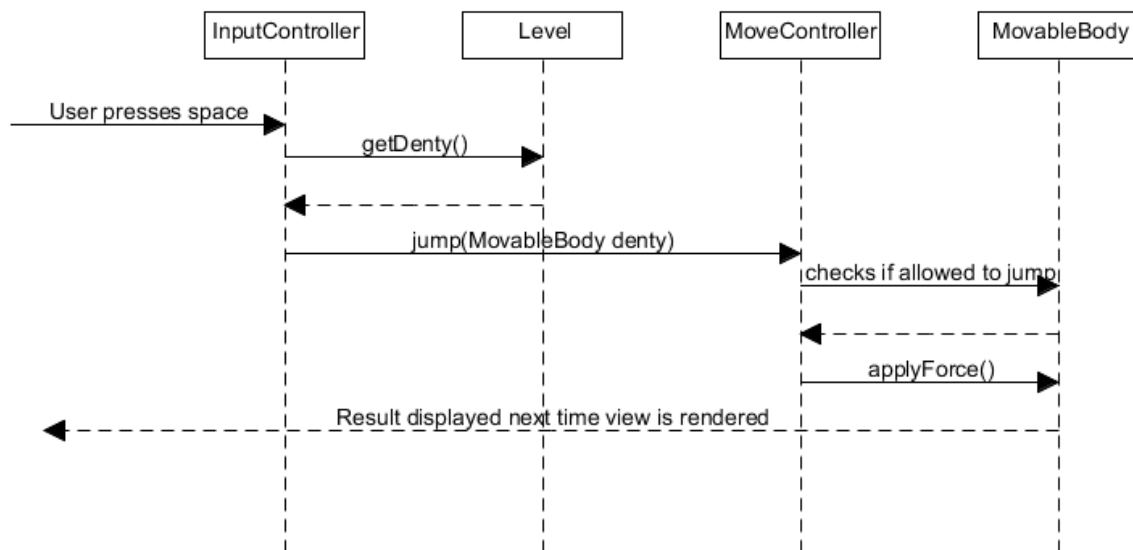 InputController
Level
MoveController
MovableBody
User presses space
getDenty()
jump(MovableBody denty)
checks if allowed to jump
applyForce()
Result displayed next time view is rendered